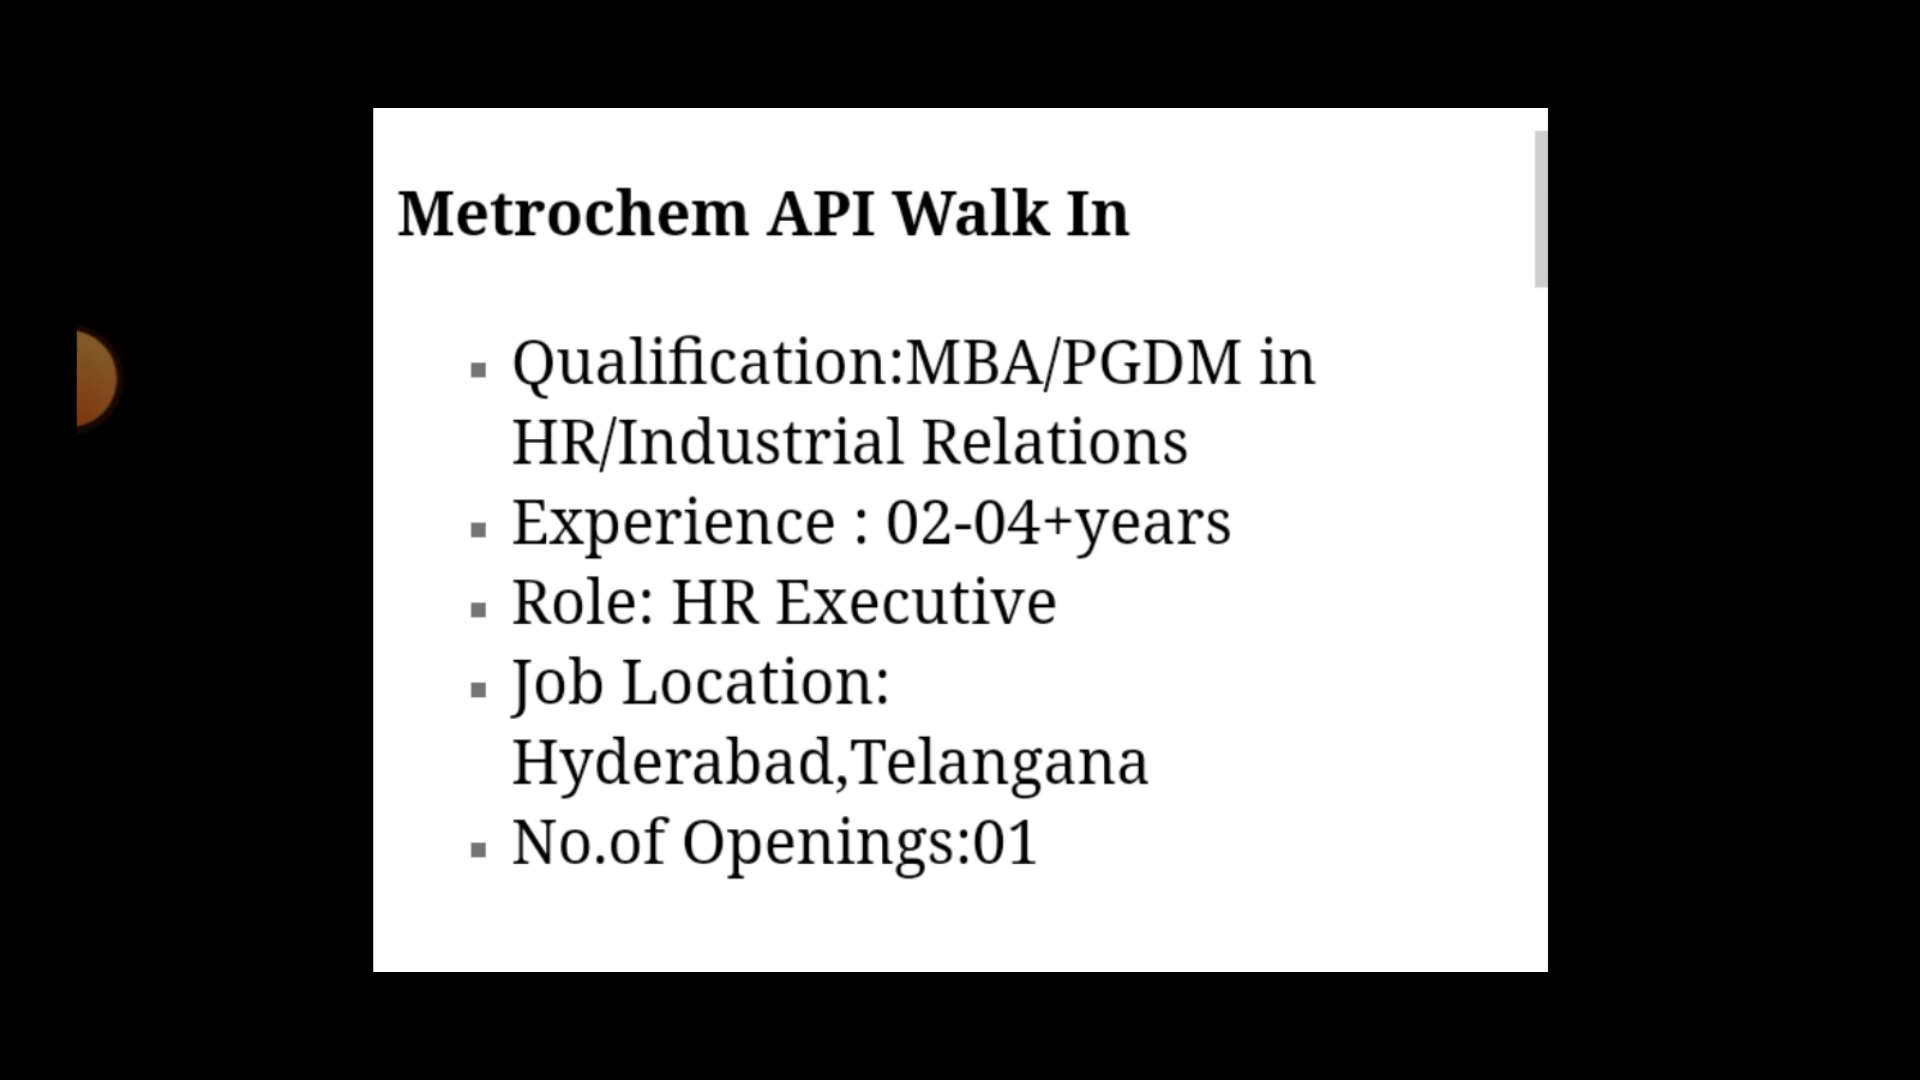 Metrochem API Walk In
Qualification:MBA/PGDM in
HR/Industrial Relations
Experience : 02-04+years
Role: HR Executive
Job Location:
Hyderabad,Telangana
No.of Openings:01